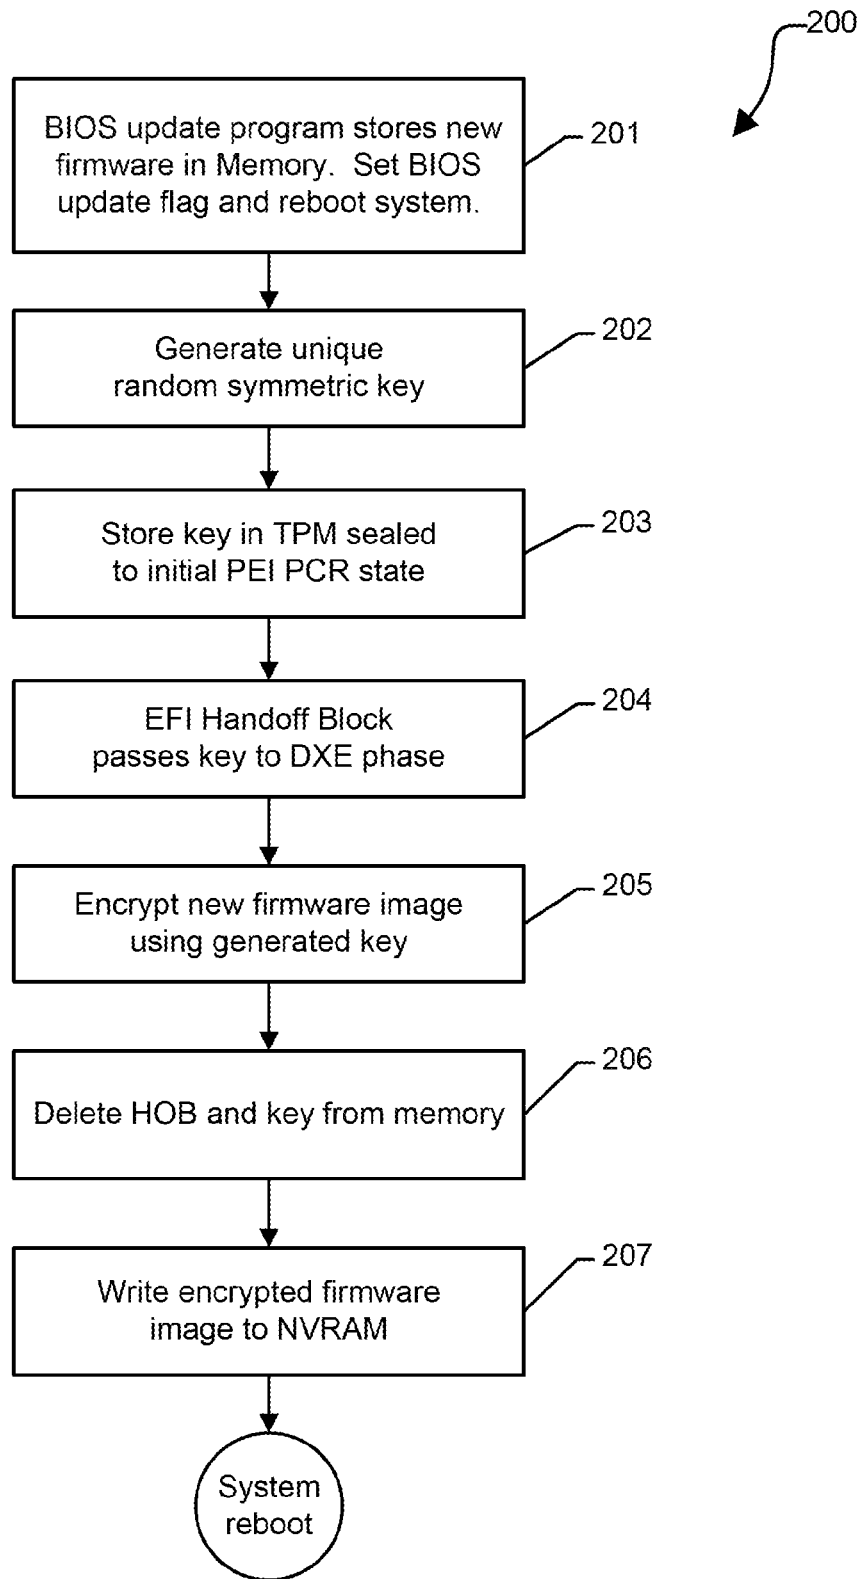 200
BIOS update program stores new
firmware in Memory. Set BIOS
update flag and reboot system.
201
Generate unique
random symmetric key
202
Store key in TPM sealed
to initial PEI PCR state
203
EFI Handoff Block
passes key to DXE phase
204
Encrypt new firmware image
using generated key
205
Delete HOB and key from memory
206
Write encrypted firmware
image to NVRAM
207
System
reboot